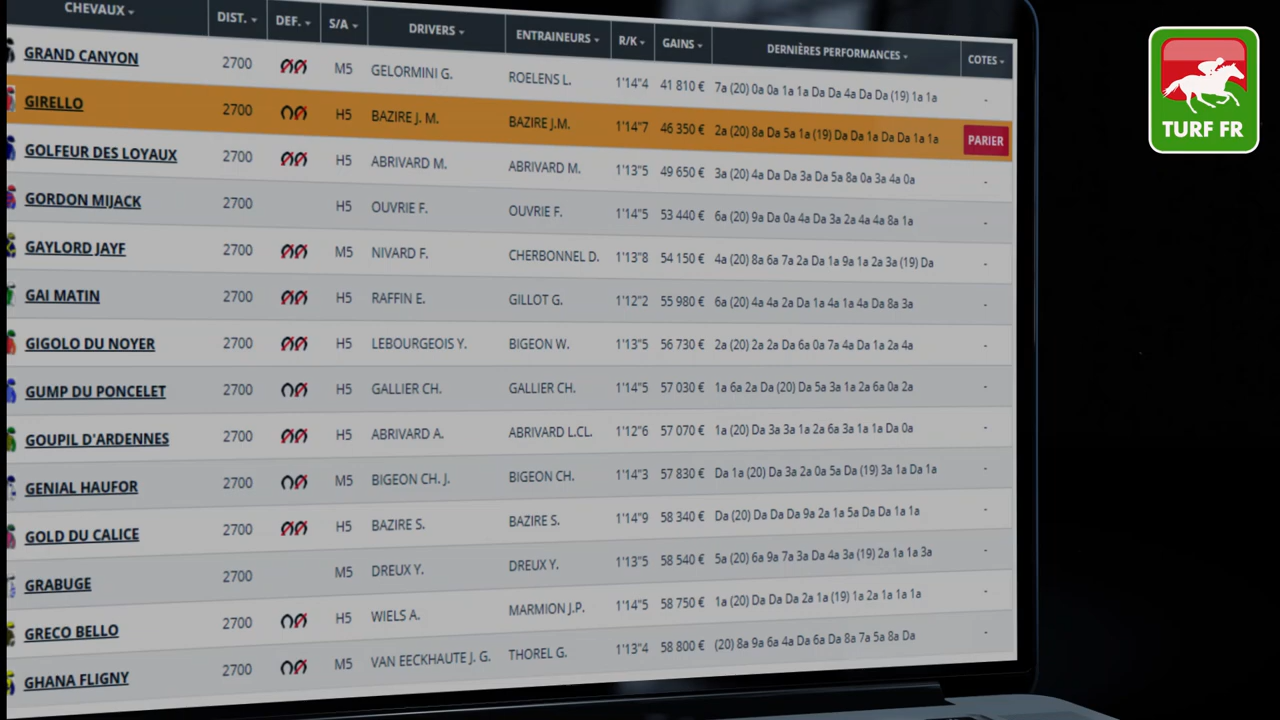 CHEVAUX DIST. DEF. S/A DRIVERS ENTRAINEURS R/K GAINS DERNIÈRES PERFORMANCES COTES
GRAND CANYON 2700 M5 GELORMINI G. ROELENS L. 1'14"4 41 810 € 7a (20) 0a 0a 1a 1a Da Da 4a Da Da (19) 1a 1a -
GIRELLO 2700 H5 BAZIRE J. M. BAZIRE J.M. 1'14"7 46 350 € 2a (20) 8a Da 5a 1a (19) Da Da 1a Da Da 1a 1a PARIER
GOLFEUR DES LOYAUX 2700 H5 ABRIVARD M. ABRIVARD M. 1'13"5 49 650 € 3a (20) 4a Da Da 3a Da 5a 8a 0a 3a 4a 0a -
GORDON MIJACK 2700 H5 OUVRIE F. OUVRIE F. 1'14"5 53 440 € 6a (20) 9a Da 0a 4a Da 3a 2a 4a 4a 8a 1a -
GAYLORD JAYF 2700 M5 NIVARD F. CHERBONNEL D. 1'13"8 54 150 € 4a (20) 8a 6a 7a 2a Da 1a 9a 1a 2a 3a (19) Da -
GAI MATIN 2700 H5 RAFFIN E. GILLOT G. 1'12"2 55 980 € 6a (20) 4a 4a 2a Da 1a 4a 1a 4a Da 8a 3a -
GIGOLO DU NOYER 2700 H5 LEBOURGEOIS Y. BIGEON W. 1'13"5 56 730 € 2a (20) 2a 2a Da 6a 0a 7a 4a Da 1a 2a 4a -
GUMP DU PONCELET 2700 H5 GALLIER CH. GALLIER CH. 1'14"5 57 030 € 1a 6a 2a Da (20) Da 5a 3a 1a 2a 6a 0a 2a -
GOUPIL D'ARDENNES 2700 H5 ABRIVARD A. ABRIVARD L.CL. 1'12"6 57 070 € 1a (20) Da 3a 3a 1a 2a 6a 3a 1a 1a Da 0a -
GENIAL HAUFOR 2700 M5 BIGEON CH. J. BIGEON CH. 1'14"3 57 830 € Da 1a (20) Da 3a 2a 0a 5a Da (19) 3a 1a Da 1a -
GOLD DU CALICE 2700 H5 BAZIRE S. BAZIRE S. 1'14"9 58 340 € Da (20) Da Da Da 9a 2a 1a 5a Da Da 1a 1a -
GRABUGE 2700 M5 DREUX Y. DREUX Y. 1'13"5 58 540 € 5a (20) 6a 9a 7a 3a Da 4a 3a (19) 2a 1a 1a 3a -
GRECO BELLO 2700 H5 WIELS A. MARMION J.P. 1'14"5 58 750 € 1a (20) Da Da Da 2a 1a (19) 1a 2a 1a 1a 1a -
GHANA FLIGNY 2700 M5 VAN EECKHAUTE J. G. THOREL G. 1'13"4 58 800 € (20) 8a 9a 6a 4a Da 6a Da 8a 7a 5a 8a Da -
TURF FR